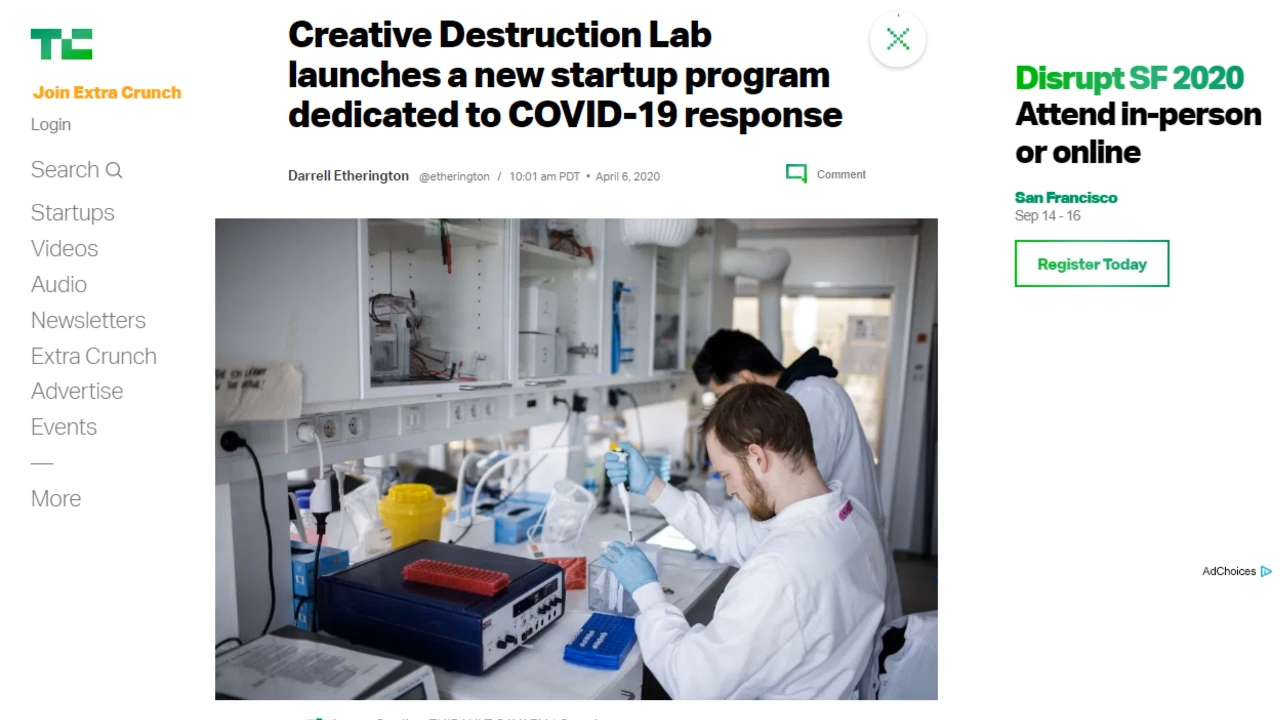 TC
Join Extra Crunch
Login
Search
Startups
Videos
Audio
Newsletters
Extra Crunch
Advertise
Events
More
Creative Destruction Lab
launches a new startup program
dedicated to COVID-19 response
Darrell Etherington @etherington / 10:01 am PDT • April 6, 2020
Comment
Disrupt SF 2020
Attend in-person
or online
San Francisco
Sep 14 - 16
Register Today
AdChoices